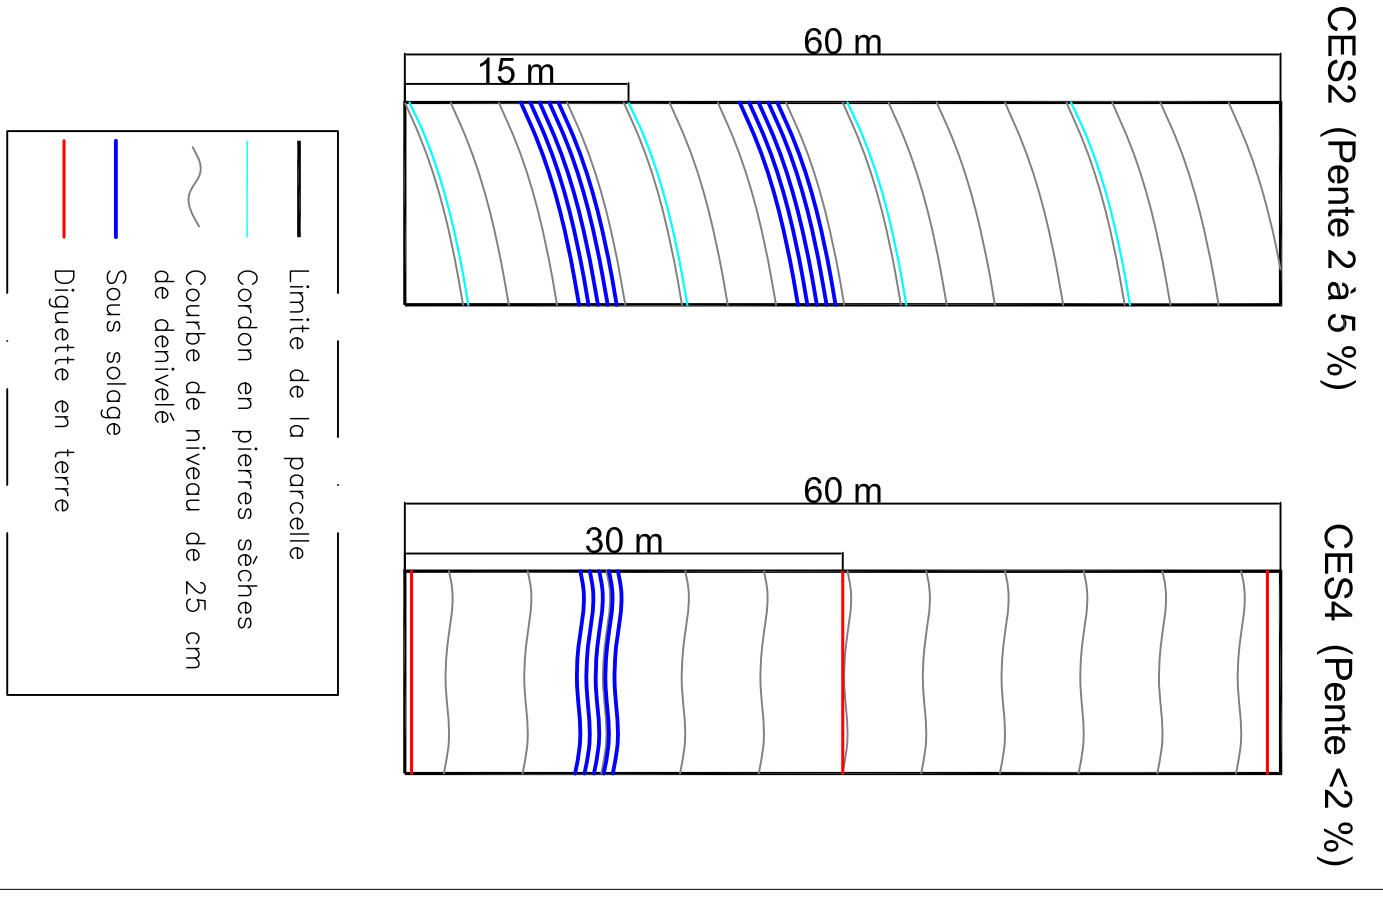 CES2 (Pente 2 à 5 %)
60 m
15 m
CES4 (Pente <2 %)
60 m
30 m
Limite de la parcelle
Cordon en pierres sèches
Courbe de niveau de 25 cm
de denivelé
Sous solage
Diguette en terre